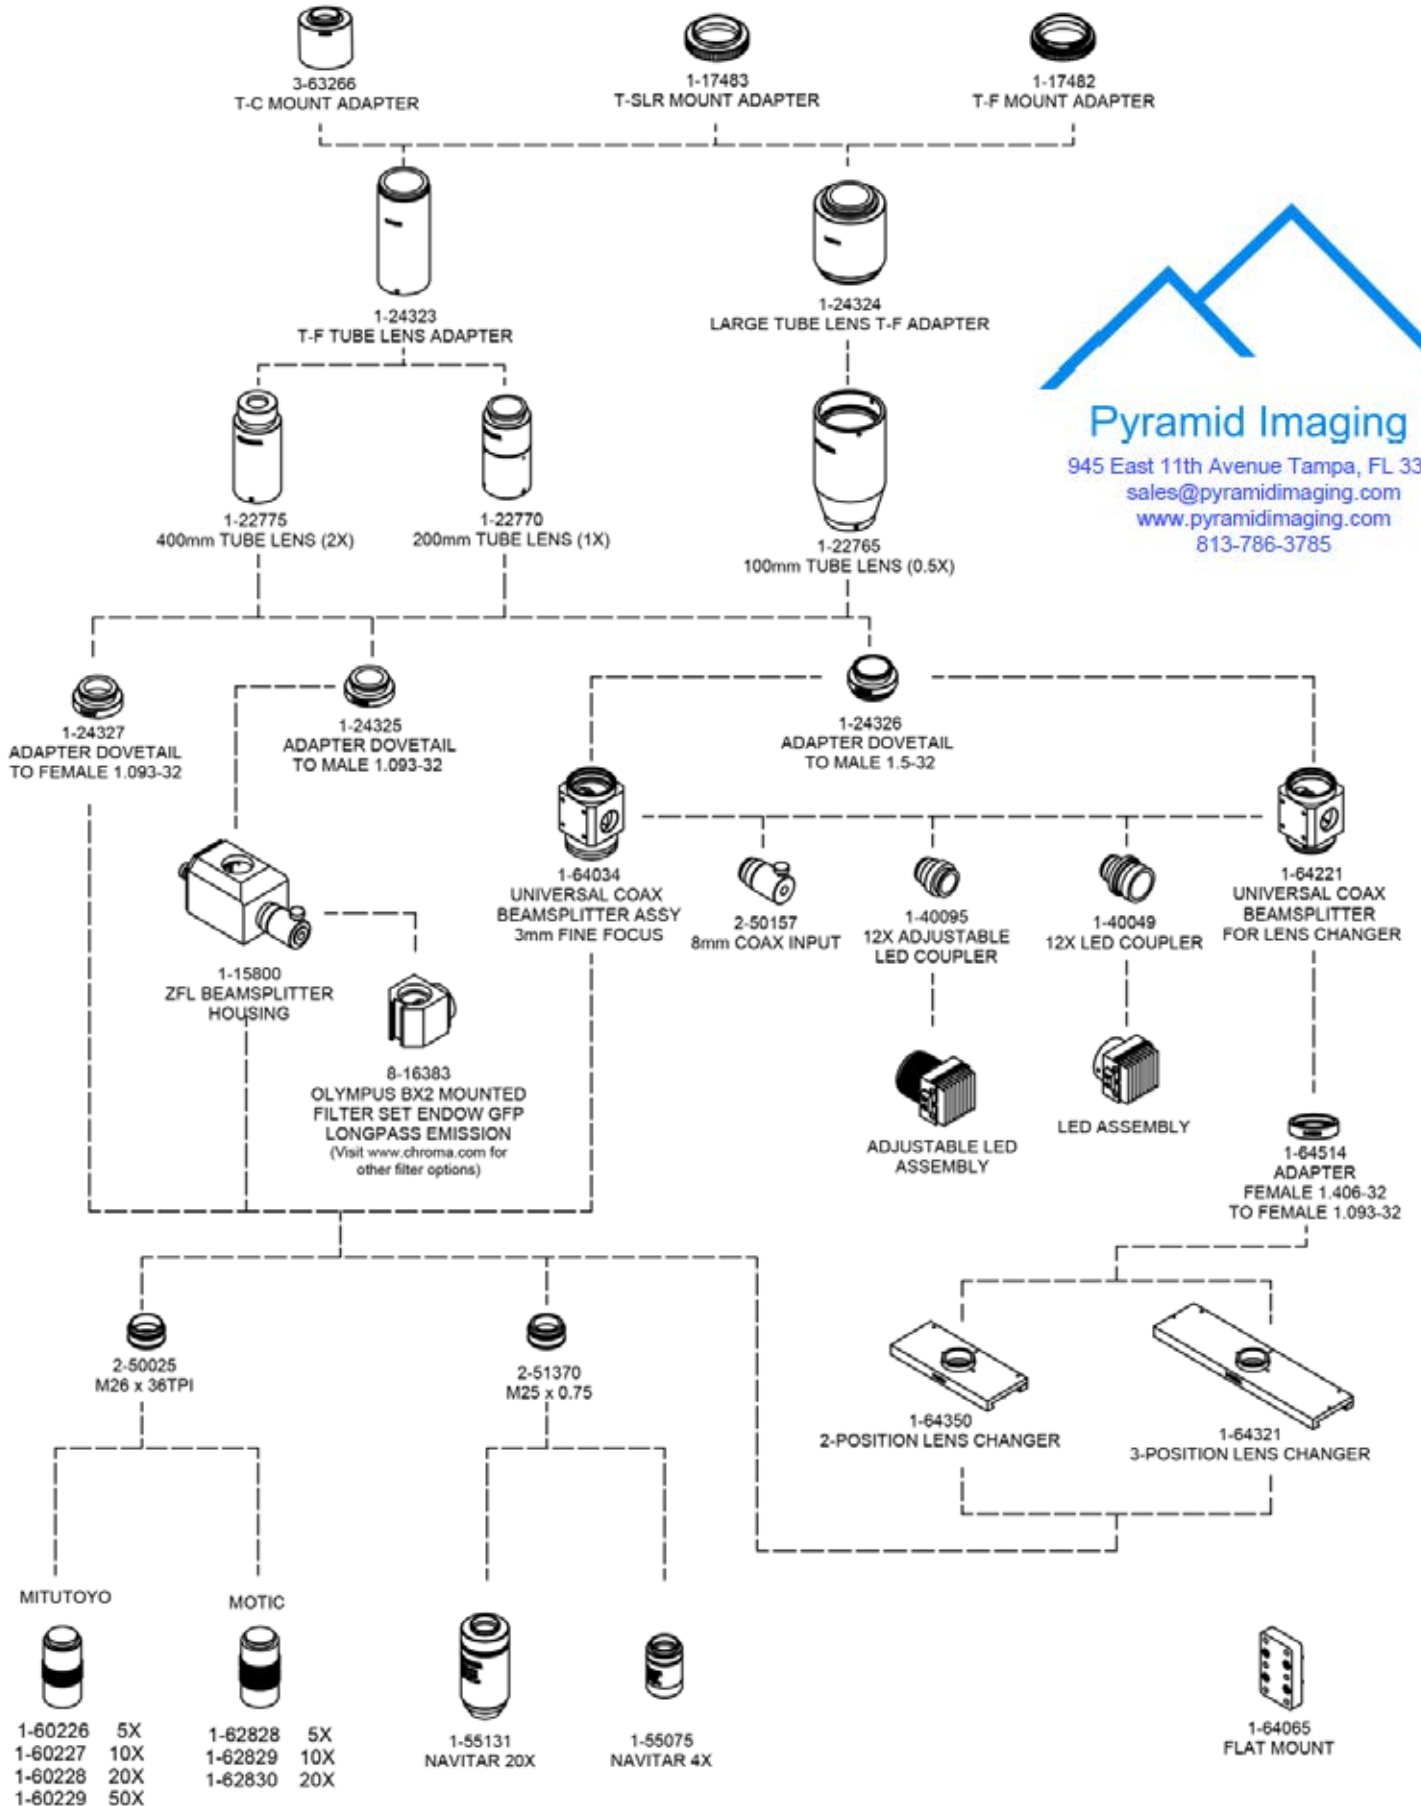 3-63266
T-C MOUNT ADAPTER
1-17483
T-SLR MOUNT ADAPTER
1-17482
T-F MOUNT ADAPTER
1-24323
T-F TUBE LENS ADAPTER
1-24324
LARGE TUBE LENS T-F ADAPTER
Pyramid Imaging
945 East 11th Avenue Tampa, FL 33
sales@pyramidimaging.com
www.pyramidimaging.com
813-786-3785
1-22775
400mm TUBE LENS (2X)
1-22770
200mm TUBE LENS (1X)
1-22765
100mm TUBE LENS (0.5X)
1-24327
ADAPTER DOVETAIL
TO FEMALE 1.093-32
1-24325
ADAPTER DOVETAIL
TO MALE 1.093-32
1-24326
ADAPTER DOVETAIL
TO MALE 1.5-32
1-15800
ZFL BEAMSPLITTER
HOUSING
8-16383
OLYMPUS BX2 MOUNTED
FILTER SET ENDOW GFP
LONGPASS EMISSION
(Visit www.chroma.com for
other filter options)
1-64034
UNIVERSAL COAX
BEAMSPLITTER ASSY
3mm FINE FOCUS
2-50157
8mm COAX INPUT
1-40095
12X ADJUSTABLE
LED COUPLER
1-40049
12X LED COUPLER
1-64221
UNIVERSAL COAX
BEAMSPLITTER
FOR LENS CHANGER
ADJUSTABLE LED
ASSEMBLY
LED ASSEMBLY
1-64514
ADAPTER
FEMALE 1.406-32
TO FEMALE 1.093-32
2-50025
M26 x 36TPI
2-51370
M25 x 0.75
1-64350
2-POSITION LENS CHANGER
1-64321
3-POSITION LENS CHANGER
MITUTOYO
1-60226 5X
1-60227 10X
1-60228 20X
1-60229 50X
MOTIC
1-62828 5X
1-62829 10X
1-62830 20X
1-55131
NAVITAR 20X
1-55075
NAVITAR 4X
1-64065
FLAT MOUNT